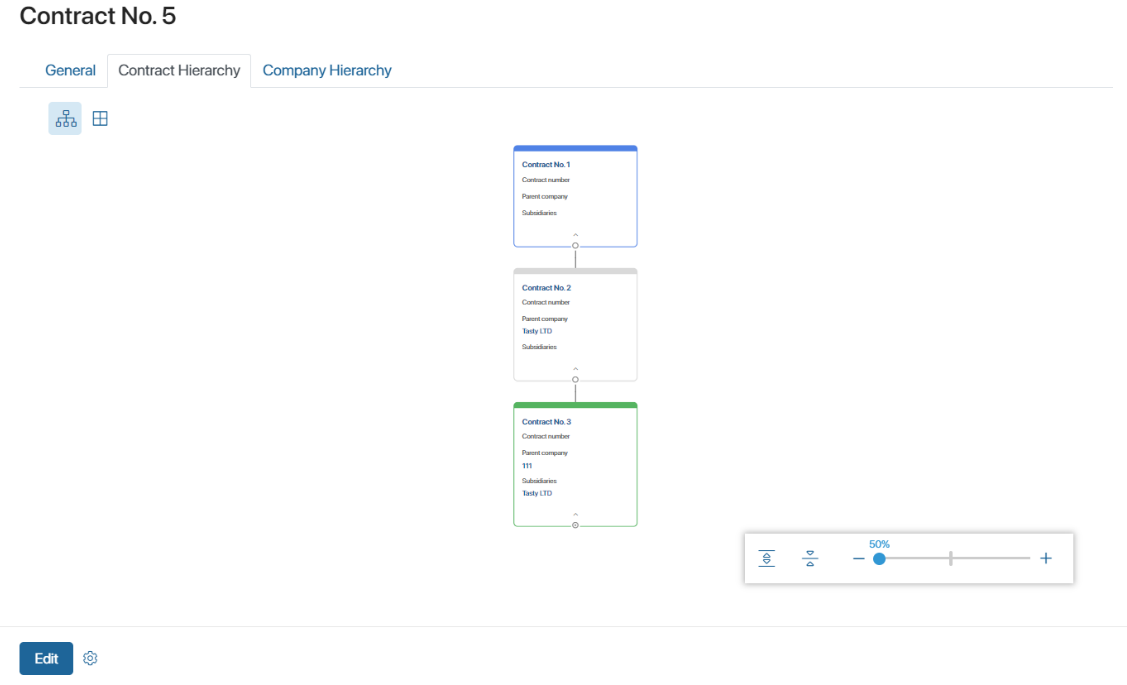 Contract No. 5
General Contract Hierarchy Company Hierarchy
Contract No. 1
Contract number
Parent company
Subsidiaries
Contract No. 2
Contract number
Parent company
Tasty LTD
Subsidiaries
Contract No. 3
Contract number
Parent company
111
Subsidiaries
Tasty LTD
50%
Edit